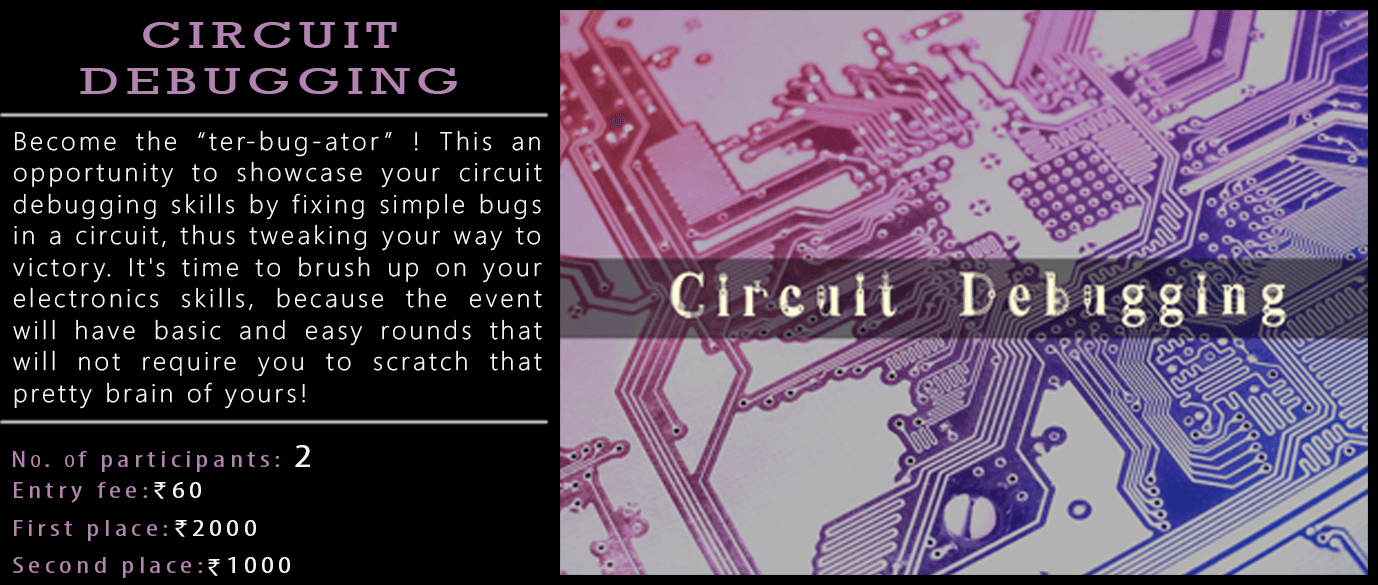 CIRCUIT
DEBUGGING
Become the “ter-bug-ator” ! This an
opportunity to showcase your circuit
debugging skills by fixing simple bugs
in a circuit, thus tweaking your way to
victory. It's time to brush up on your
electronics skills, because the event
will have basic and easy rounds that
will not require you to scratch that
pretty brain of yours!
No. of participants: 2
Entry fee:₹60
First place:₹2000
Second place:₹1000
Circuit Debugging